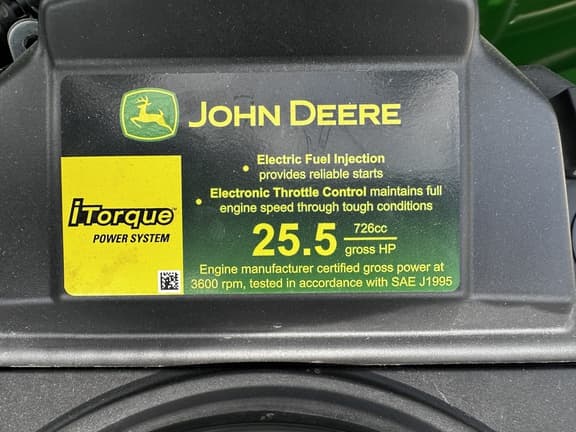 JOHN DEERE
• Electric Fuel Injection
provides reliable starts
• Electronic Throttle Control maintains full
engine speed through tough conditions
iTorque™
POWER SYSTEM
25.5 726cc
gross HP
Engine manufacturer certified gross power at
3600 rpm, tested in accordance with SAE J1995